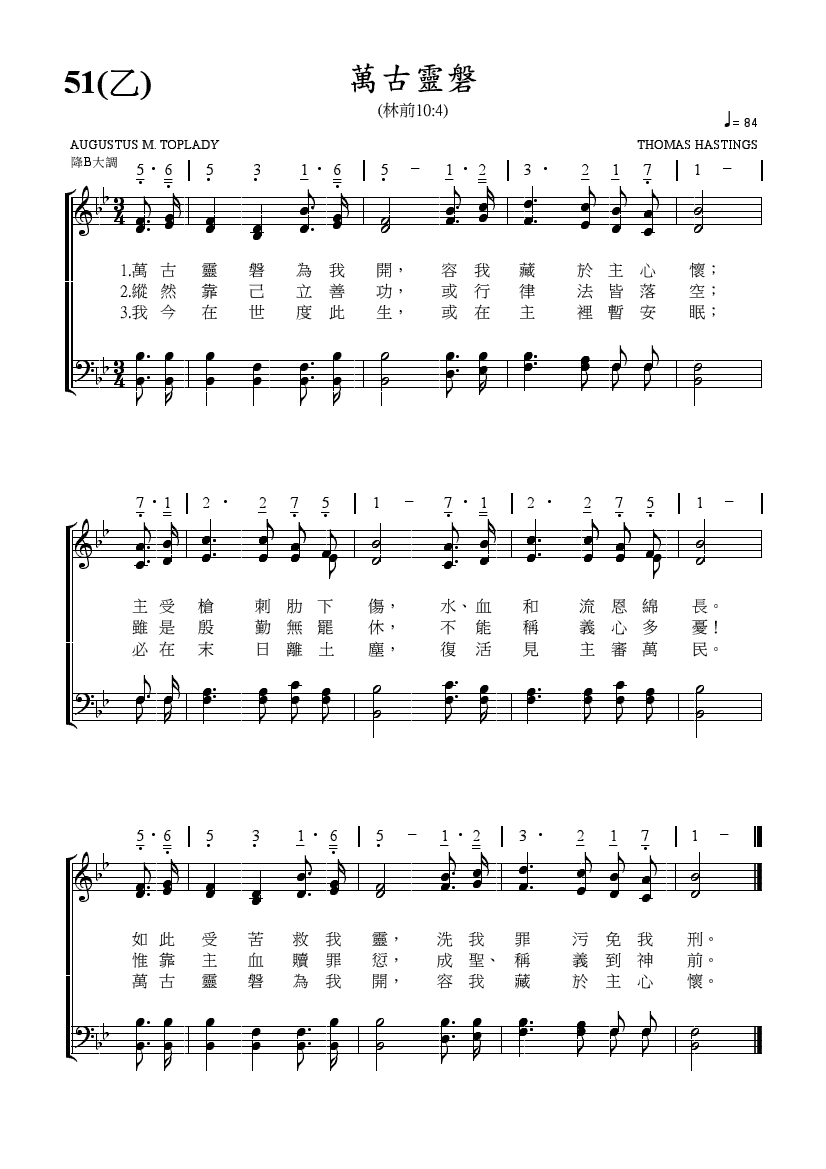 51(乙)
萬古靈磐
(林前10:4)
♩= 84
AUGUSTUS M. TOPLADY THOMAS HASTINGS
降B大調
5 · 6 | 5 3 1 · 6 | 5 – 1 · 2 | 3 · 2 1 7 | 1 – |
3/4
1.萬古靈磐為我開，容我藏於主心懷；
2.縱然靠己立善功，或行律法皆落空；
3.我今在世度此生，或在主裡暫安眠；
3/4
7 · 1 | 2 · 2 7 5 | 1 – 7 · 1 | 2 · 2 7 5 | 1 – |
主受槍刺肋下傷，水、血和流恩綿長。
雖是殷勤無罷休，不能稱義心多憂！
必在末日離土塵，復活見主審萬民。
5 · 6 | 5 3 1 · 6 | 5 – 1 · 2 | 3 · 2 1 7 | 1 –
如此受苦救我靈，洗我罪污免我刑。
惟靠主血贖罪愆，成聖、稱義到神前。
萬古靈磐為我開，容我藏於主心懷。